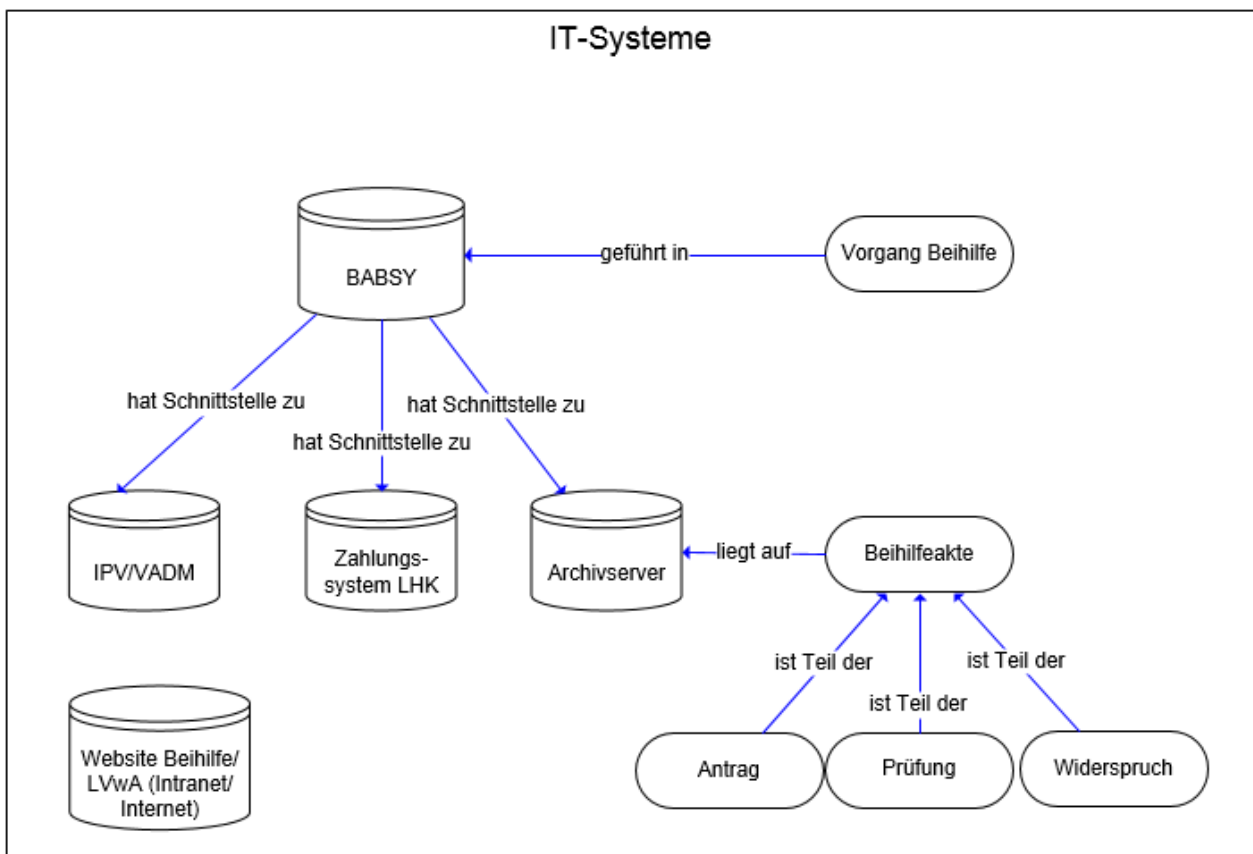 IT-Systeme
BABSY
geführt in
Vorgang Beihilfe
hat Schnittstelle zu
hat Schnittstelle zu
hat Schnittstelle zu
IPV/VADM
Zahlungs-
system LHK
Archivserver
liegt auf
Beihilfeakte
ist Teil der
ist Teil der
ist Teil der
Website Beihilfe/
LVwA (Intranet/
Internet)
Antrag
Prüfung
Widerspruch